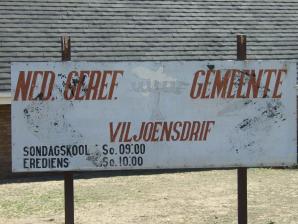 NED. GEREF. GEMEENTE
VILJOENSDRIF
SONDAGSKOOL So. 09:00
EREDIENS So. 10.00